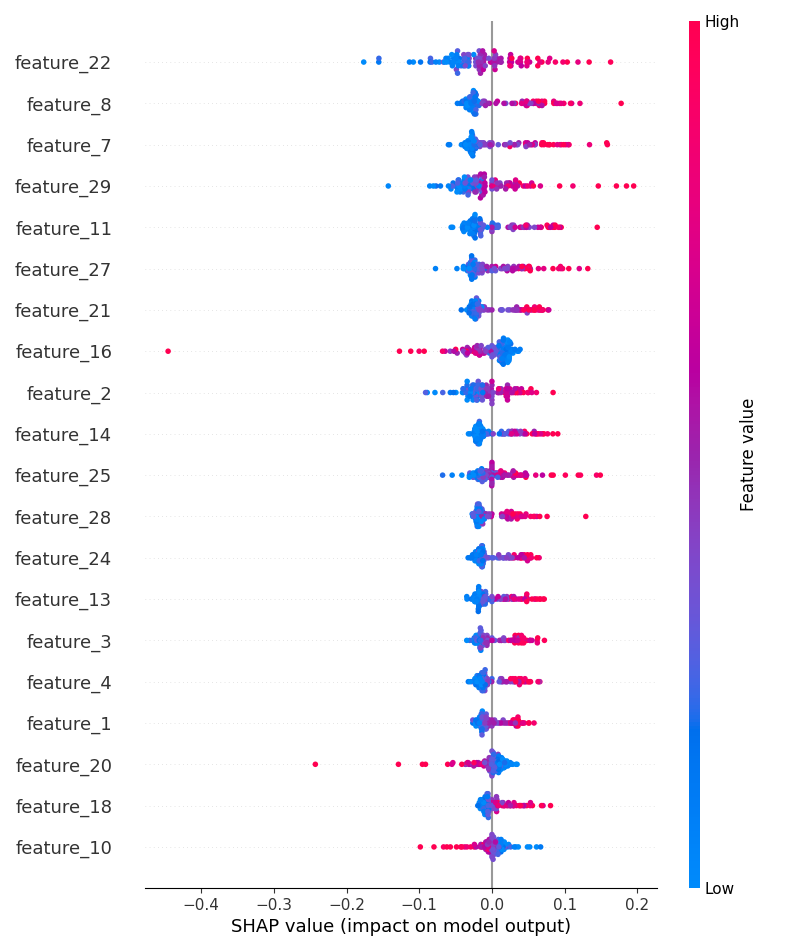 High
feature_22
feature_8
feature_7
feature_29
feature_11
feature_27
feature_21
feature_16
feature_2
feature_14
feature_25
feature_28
feature_24
feature_13
feature_3
feature_4
feature_1
feature_20
feature_18
feature_10
Feature value
Low
−0.4 −0.3 −0.2 −0.1 0.0 0.1 0.2
SHAP value (impact on model output)